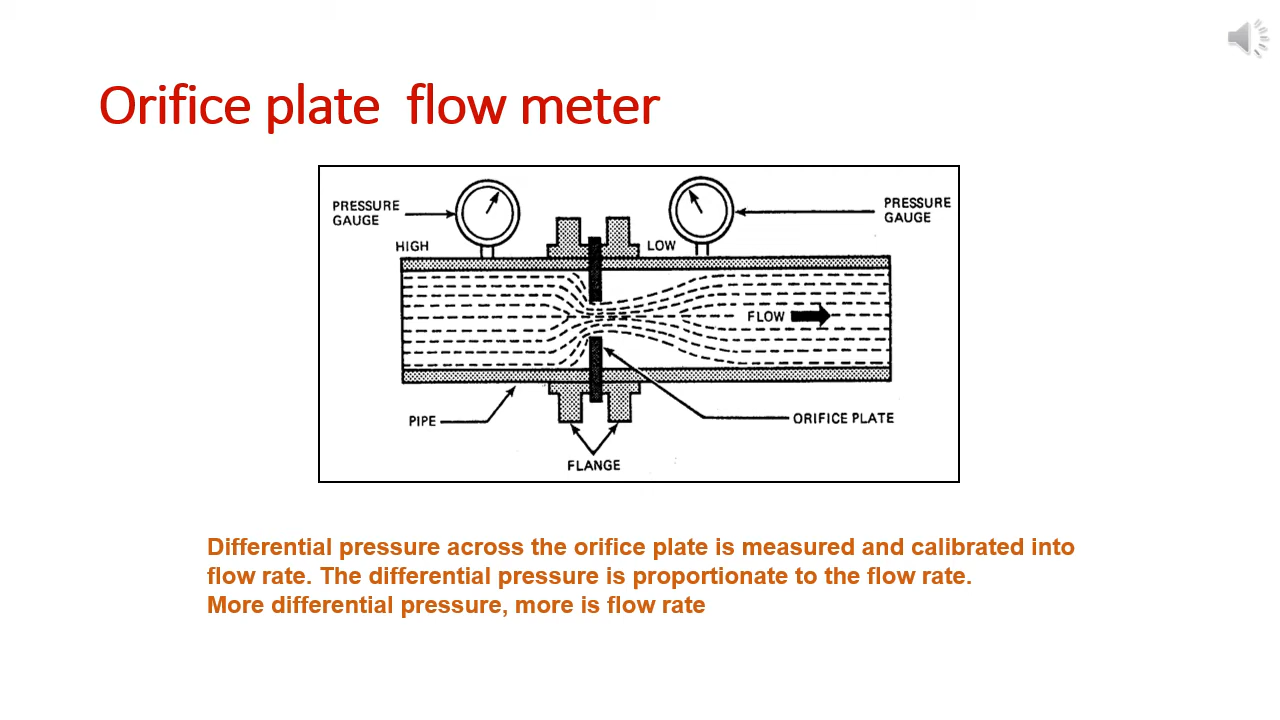 Orifice plate flow meter
PRESSURE
GAUGE
PRESSURE
GAUGE
HIGH
LOW
FLOW
PIPE
ORIFICE PLATE
FLANGE
Differential pressure across the orifice plate is measured and calibrated into
flow rate. The differential pressure is proportionate to the flow rate.
More differential pressure, more is flow rate